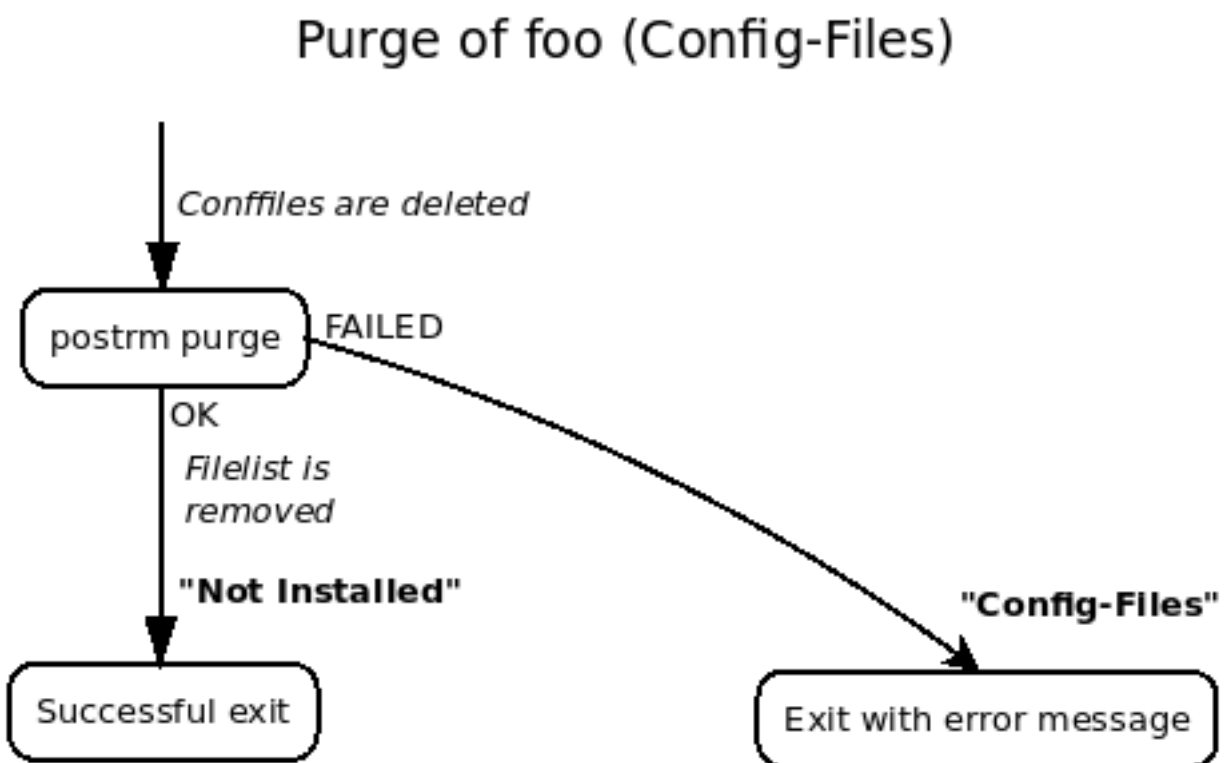 Purge of foo (Config-Files)
Conffiles are deleted
postrm purge
FAILED
OK
Filelist is
removed
"Not Installed"
"Config-Files"
Successful exit
Exit with error message